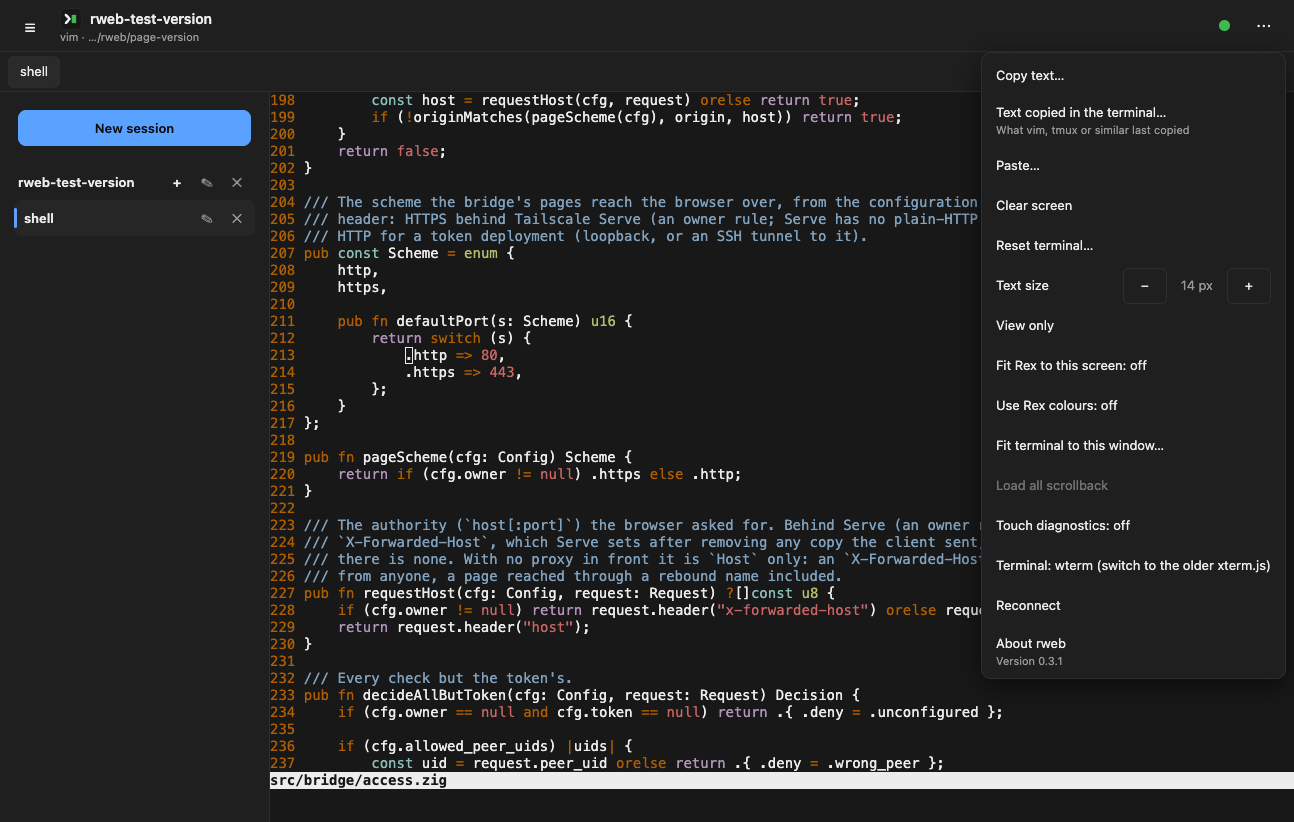 rweb-test-version
vim · .../rweb/page-version
shell
New session
rweb-test-version
shell
198         const host = requestHost(cfg, request) orelse return true;
199         if (!originMatches(pageScheme(cfg), origin, host)) return true;
200     }
201     return false;
202 }
203
204 /// The scheme the bridge's pages reach the browser over, from the configuration
205 /// header: HTTPS behind Tailscale Serve (an owner rule; Serve has no plain-HTTP
206 /// HTTP for a token deployment (loopback, or an SSH tunnel to it).
207 pub const Scheme = enum {
208     http,
209     https,
210
211     pub fn defaultPort(s: Scheme) u16 {
212         return switch (s) {
213             .http => 80,
214             .https => 443,
215         };
216     }
217 };
218
219 pub fn pageScheme(cfg: Config) Scheme {
220     return if (cfg.owner != null) .https else .http;
221 }
222
223 /// The authority (`host[:port]`) the browser asked for. Behind Serve (an owner
224 /// `X-Forwarded-Host`, which Serve sets after removing any copy the client sent,
225 /// there is none. With no proxy in front it is `Host` only: an `X-Forwarded-Hos
226 /// from anyone, a page reached through a rebound name included.
227 pub fn requestHost(cfg: Config, request: Request) ?[]const u8 {
228     if (cfg.owner != null) return request.header("x-forwarded-host") orelse requ
229     return request.header("host");
230 }
231
232 /// Every check but the token's.
233 pub fn decideAllButToken(cfg: Config, request: Request) Decision {
234     if (cfg.owner == null and cfg.token == null) return .{ .deny = .unconfigured };
235
236     if (cfg.allowed_peer_uids) |uids| {
237         const uid = request.peer_uid orelse return .{ .deny = .wrong_peer };
src/bridge/access.zig
Copy text...
Text copied in the terminal...
What vim, tmux or similar last copied
Paste...
Clear screen
Reset terminal...
Text size − 14 px +
View only
Fit Rex to this screen: off
Use Rex colours: off
Fit terminal to this window...
Load all scrollback
Touch diagnostics: off
Terminal: wterm (switch to the older xterm.js)
Reconnect
About rweb
Version 0.3.1